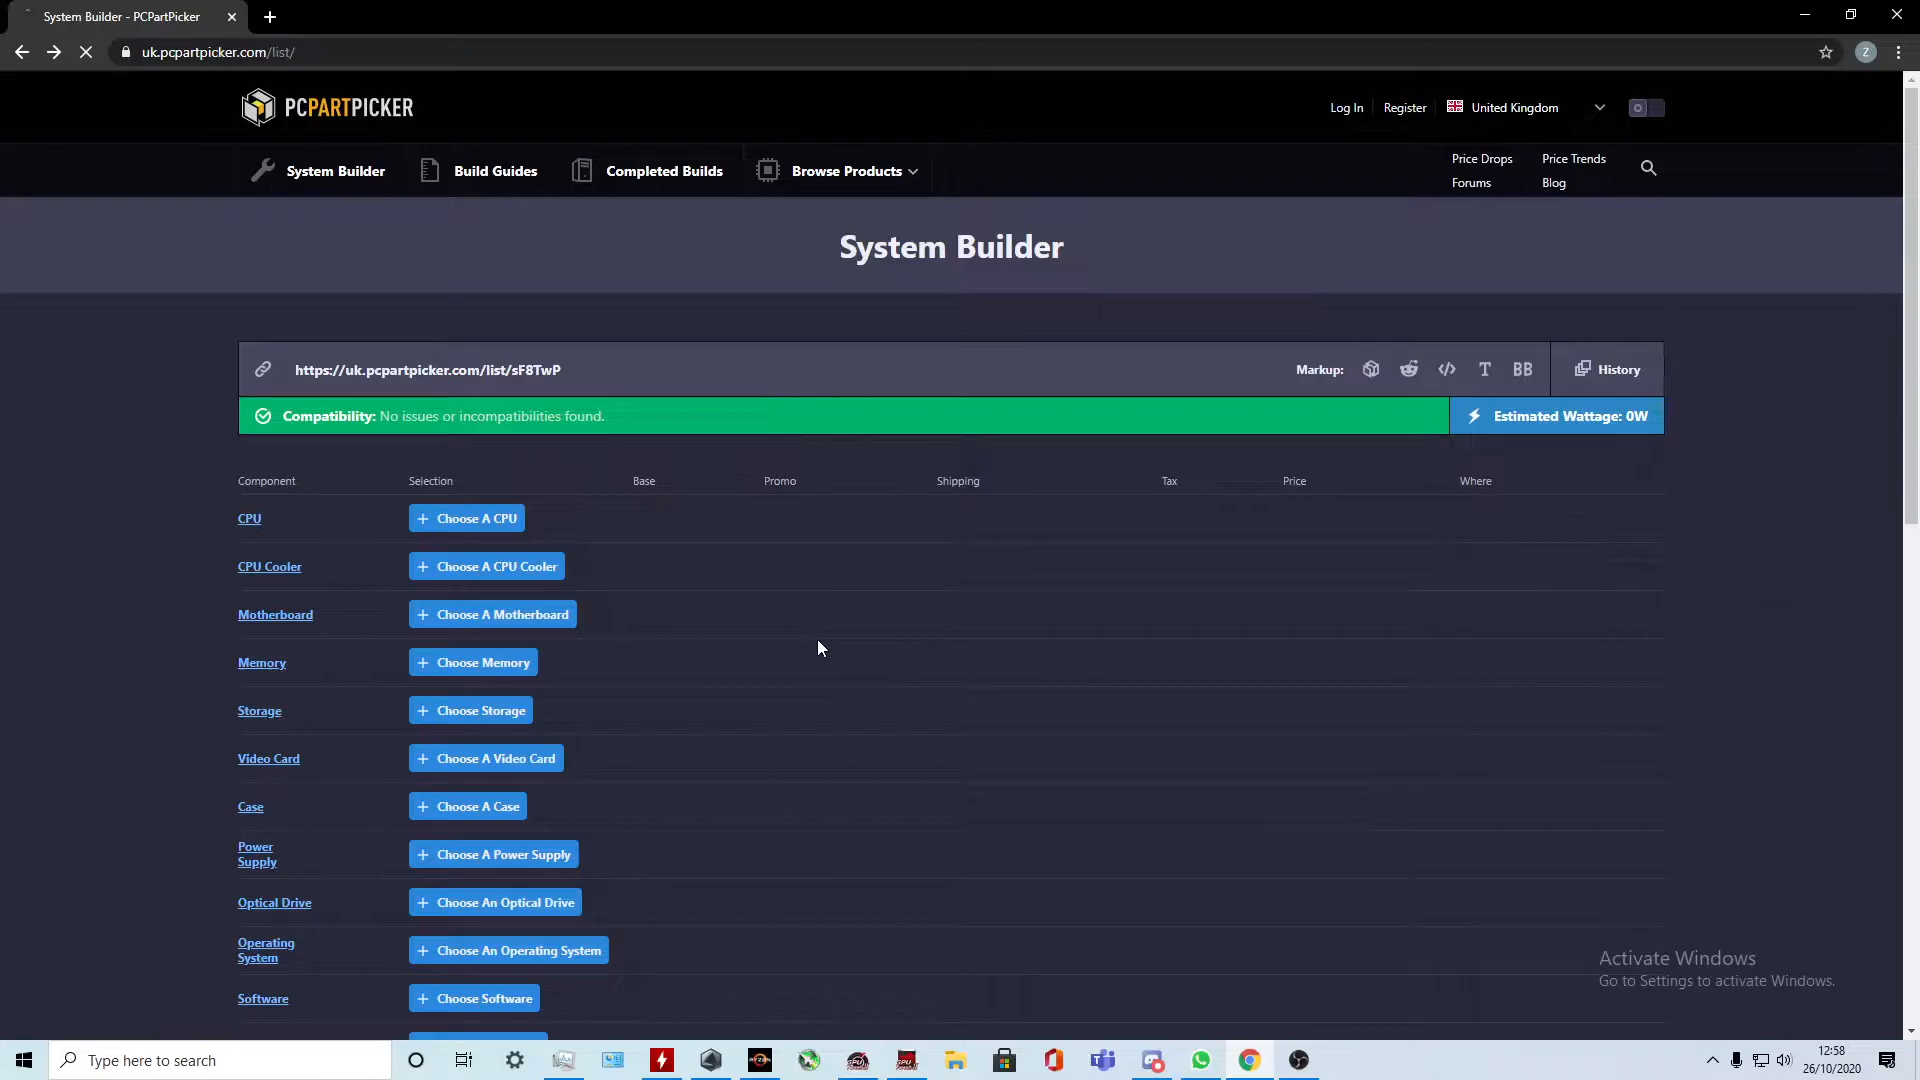 System Builder - PCPartPicker
uk.pcpartpicker.com/list/
Z
PCPARTPICKER
Log In
Register
United Kingdom
System Builder
Build Guides
Completed Builds
Browse Products
Price Drops
Price Trends
Forums
Blog
System Builder
https://uk.pcpartpicker.com/list/sF8TwP
Markup:
T
BB
History
Compatibility: No issues or incompatibilities found.
Estimated Wattage: 0W
Component
Selection
Base
Promo
Shipping
Tax
Price
Where
CPU
+ Choose A CPU
CPU Cooler
+ Choose A CPU Cooler
Motherboard
+ Choose A Motherboard
Memory
+ Choose Memory
Storage
+ Choose Storage
Video Card
+ Choose A Video Card
Case
+ Choose A Case
Power
Supply
+ Choose A Power Supply
Optical Drive
+ Choose An Optical Drive
Operating
System
+ Choose An Operating System
Software
+ Choose Software
Activate Windows
Go to Settings to activate Windows.
Type here to search
RYZEN
12:58
26/10/2020